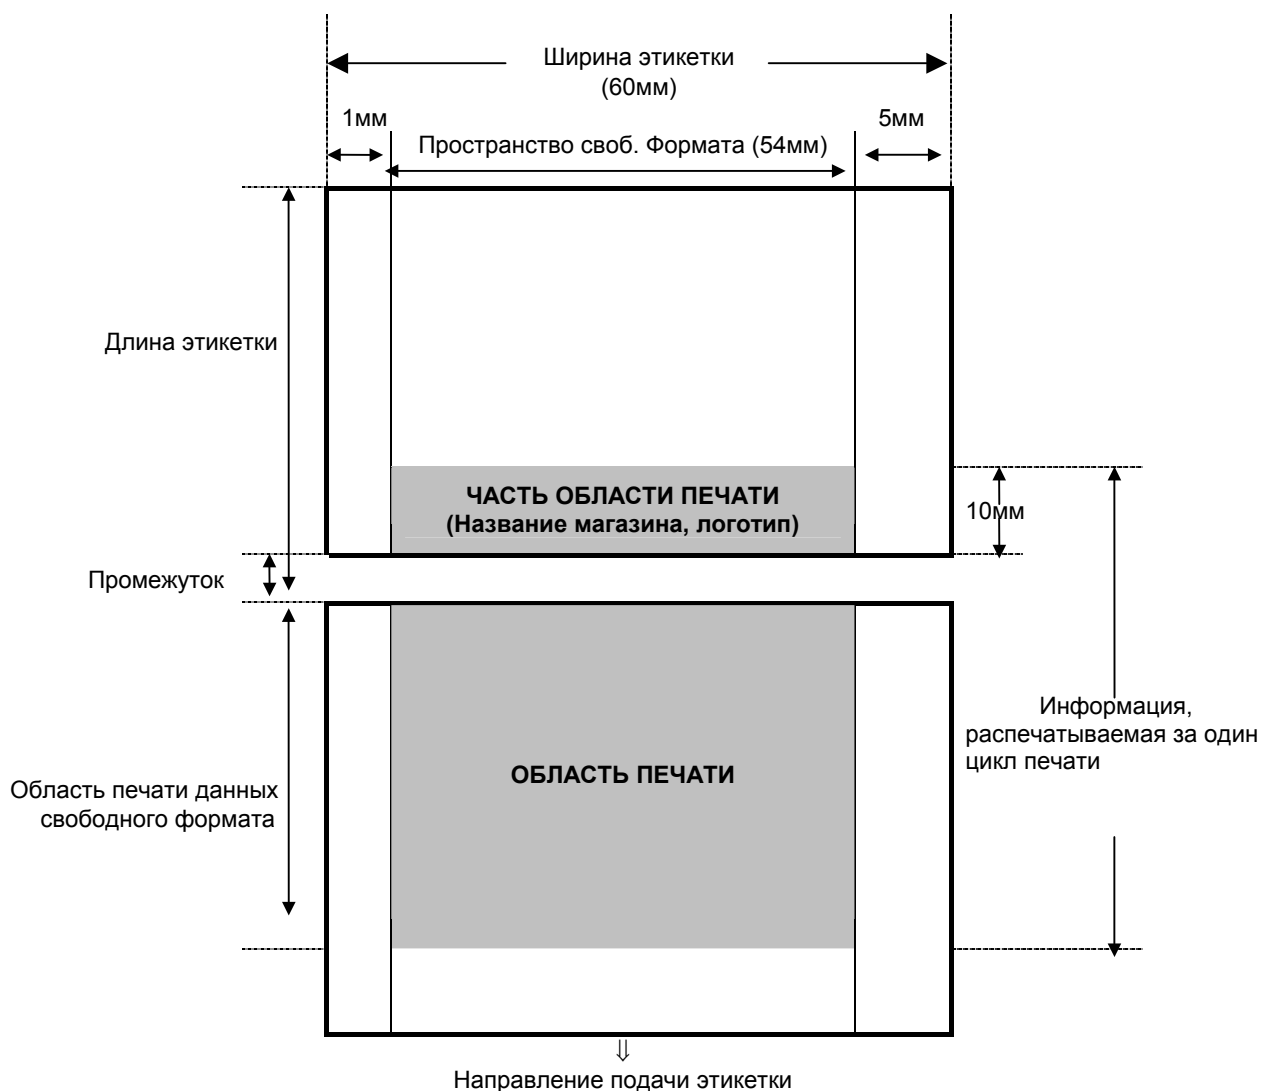 Ширина этикетки
(60мм)
1мм
5мм
Пространство своб. Формата (54мм)
Длина этикетки
ЧАСТЬ ОБЛАСТИ ПЕЧАТИ
(Название магазина, логотип)
10мм
Промежуток
Информация,
распечатываемая за один
цикл печати
ОБЛАСТЬ ПЕЧАТИ
Область печати данных
свободного формата
⇓
Направление подачи этикетки